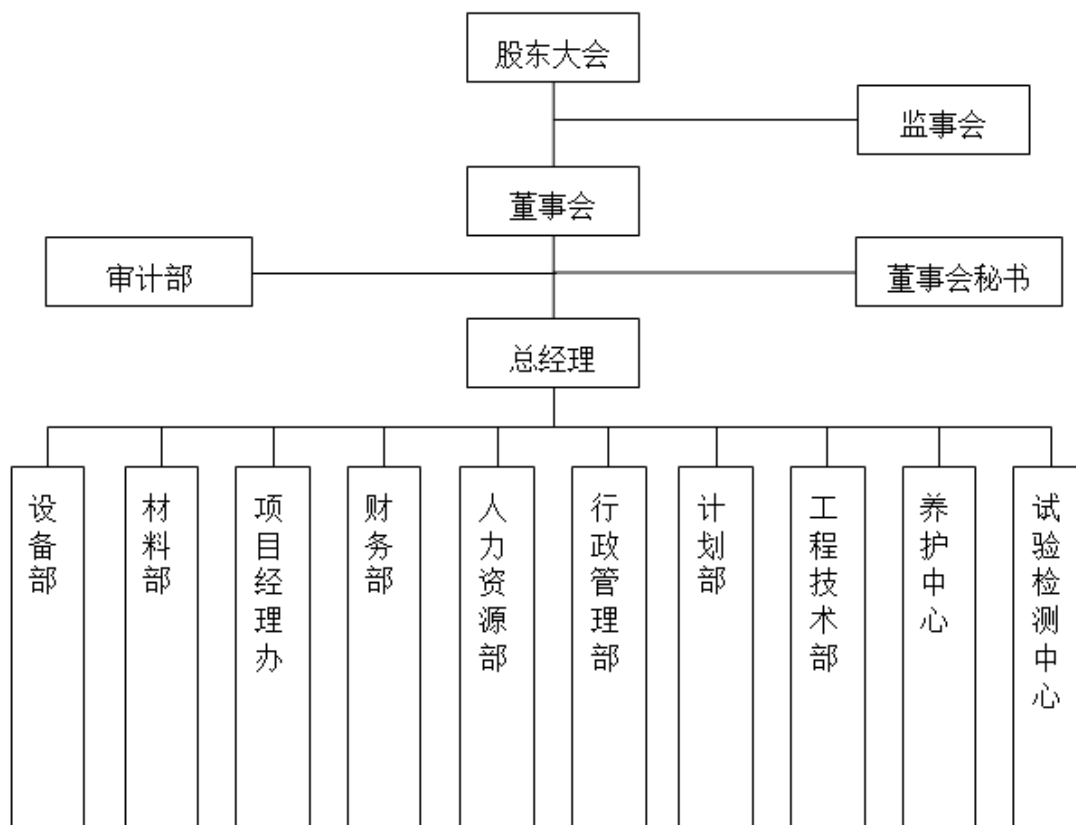 股东大会
监事会
董事会
审计部
董事会秘书
总经理
设备部
材料部
项目经理办
财务部
人力资源部
行政管理部
计划部
工程技术部
养护中心
试验检测中心